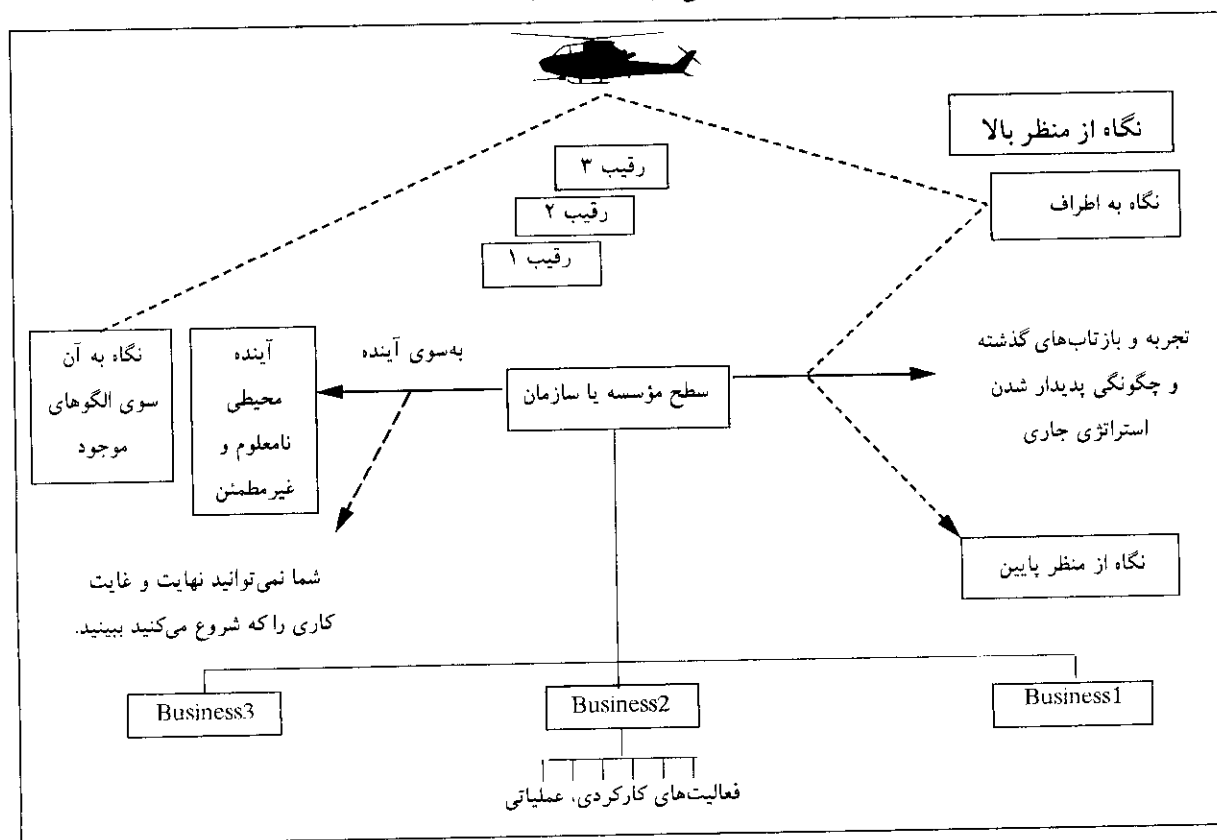 نگاه از منظر بالا
رقیب ۳
نگاه به اطراف
رقیب ۲
رقیب ۱
تجربه و بازتاب‌های گذشته
و چگونگی پدیدار شدن
استراتژی جاری
سطح مؤسسه یا سازمان
به‌سوی آینده
آینده
محیطی
نامعلوم و
غیرمطمئن
نگاه به آن
سوی الگوهای
موجود
نگاه از منظر پایین
شما نمی‌توانید نهایت و غایت
کاری را که شروع می‌کنید ببینید.
Business1
Business2
Business3
فعالیت‌های کارکردی، عملیاتی